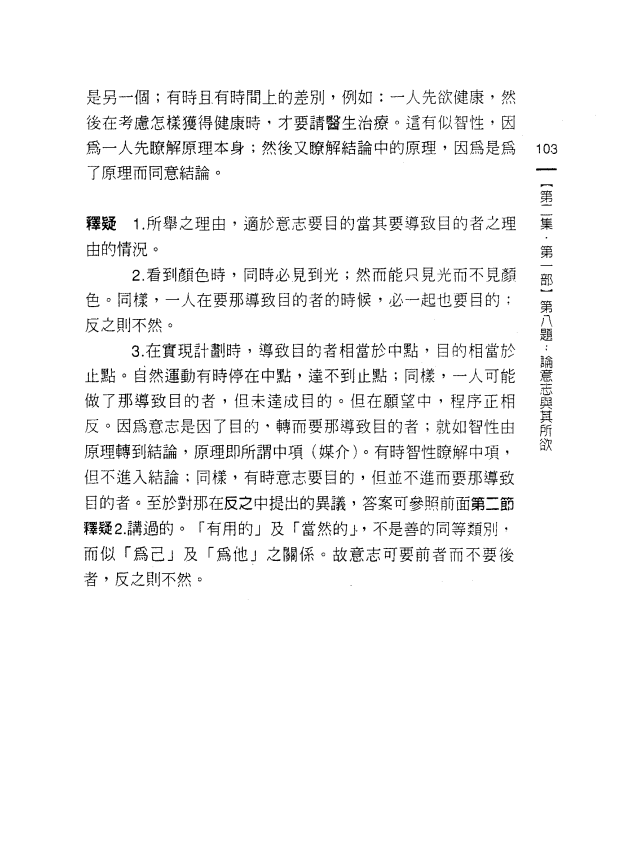 是另一個；有時且有時間上的差別，例如：一人先欲健康，然
後在考慮怎樣獲得健康時，才要請醫生治療。這有似智性，因
爲一人先瞭解原理本身；然後又瞭解結論中的原理，因爲是爲
了原理而同意結論。
釋疑　1.所舉之理由，適於意志要目的當其要導致目的者之理
由的情況。
2.看到顏色時，同時必見到光；然而能只見光而不見顏
色。同樣，一人在要那導致目的者的時候，必一起也要目的；
反之則不然。
3.在實現計劃時，導致目的者相當於中點，目的相當於
止點。自然運動有時停在中點，達不到止點；同樣，一人可能
做了那導致目的者，但未達成目的。但在願望中，程序正相
反。因爲意志是因了目的、轉而要那導致目的者；就如智性由
原理轉到結論，原理即所謂中項（媒介）。有時智性瞭解中項，
但不進入結論；同樣，有時意志要目的，但並不進而要那導致
目的者。至於對那在反之中提出的異議，答案可參照前面第二節
釋疑2.講過的。「有用的」及「當然的」，不是善的同等類別，
而似「爲己」及「爲他」之關係。故意志可要前者而不要後
者，反之則不然。
103
【第二集．第一部】第八題：論意志與其所欲